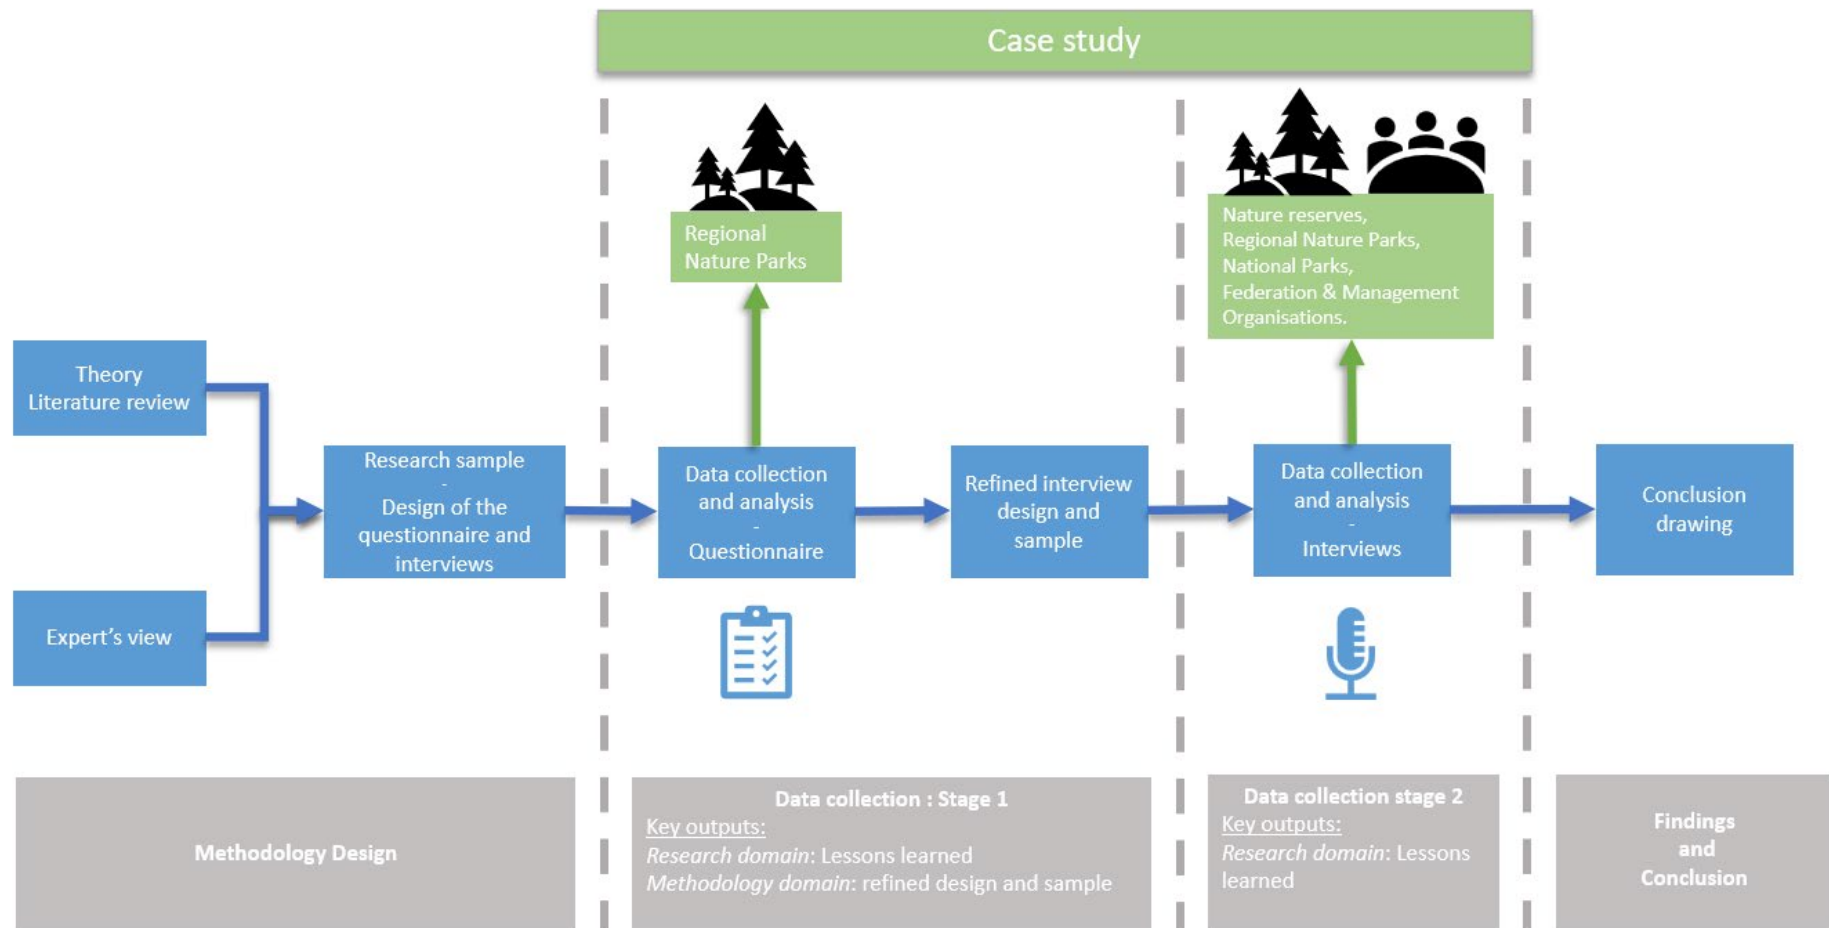 Case study
Regional
Nature Parks
Nature reserves,
Regional Nature Parks,
National Parks,
Federation & Management
Organisations.
Theory
Literature review
Expert’s view
Research sample
-
Design of the
questionnaire and
interviews
Data collection
and analysis
-
Questionnaire
Refined interview
design and
sample
Data collection
and analysis
-
Interviews
Conclusion
drawing
Methodology Design
Data collection : Stage 1
Key outputs:
Research domain: Lessons learned
Methodology domain: refined design and sample
Data collection stage 2
Key outputs:
Research domain: Lessons
learned
Findings
and
Conclusion